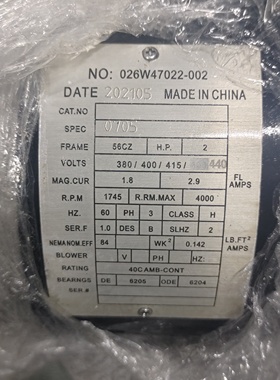 NO: 026W47022-002
DATE 202105 MADE IN CHINA
CAT.NO
SPEC 0705
FRAME 56CZ H.P. 2
VOLTS 380/400/415/ 440
MAG.CUR 1.8 2.9 FL AMPS
R.P.M 1745 R.RM.MAX 4000
HZ. 60 PH 3 CLASS H
SER.F 1.0 DES B SLHZ 2
NEMA NOM.EFF 84 WK² 0.142 LB.FT² AMPS
BLOWER V PH HZ.
RATING 40CAMB-CONT
BEARNGS DE 6205 ODE 6204
SER.#